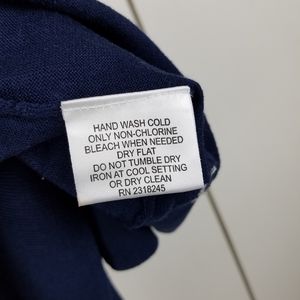 HAND WASH COLD
ONLY NON-CHLORINE
BLEACH WHEN NEEDED
DRY FLAT
DO NOT TUMBLE DRY
IRON AT COOL SETTING
OR DRY CLEAN
RN 2318245